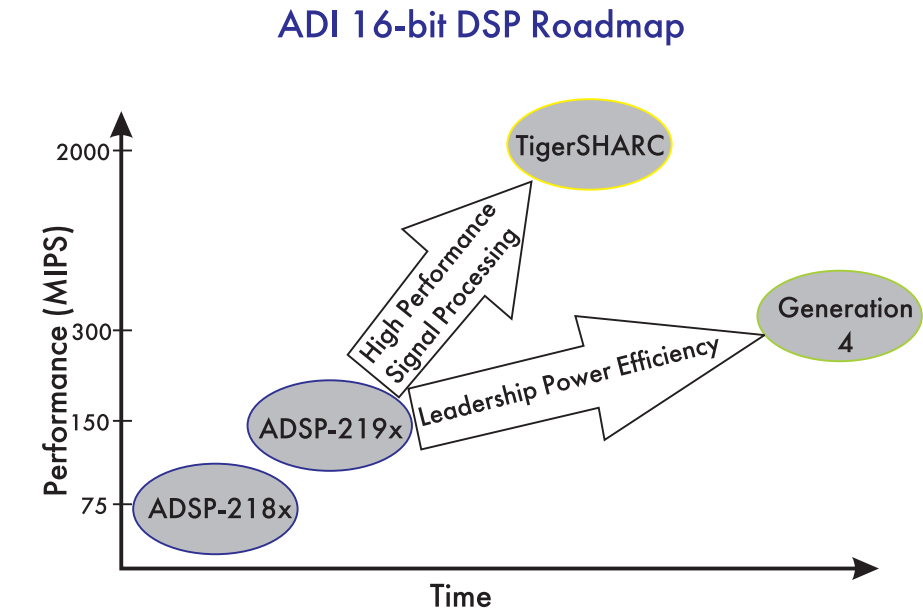 ADI 16-bit DSP Roadmap
Performance (MIPS)
2000
300
150
75
TigerSHARC
High Performance
Signal Processing
Generation
4
Leadership Power Efficiency
ADSP-219x
ADSP-218x
Time